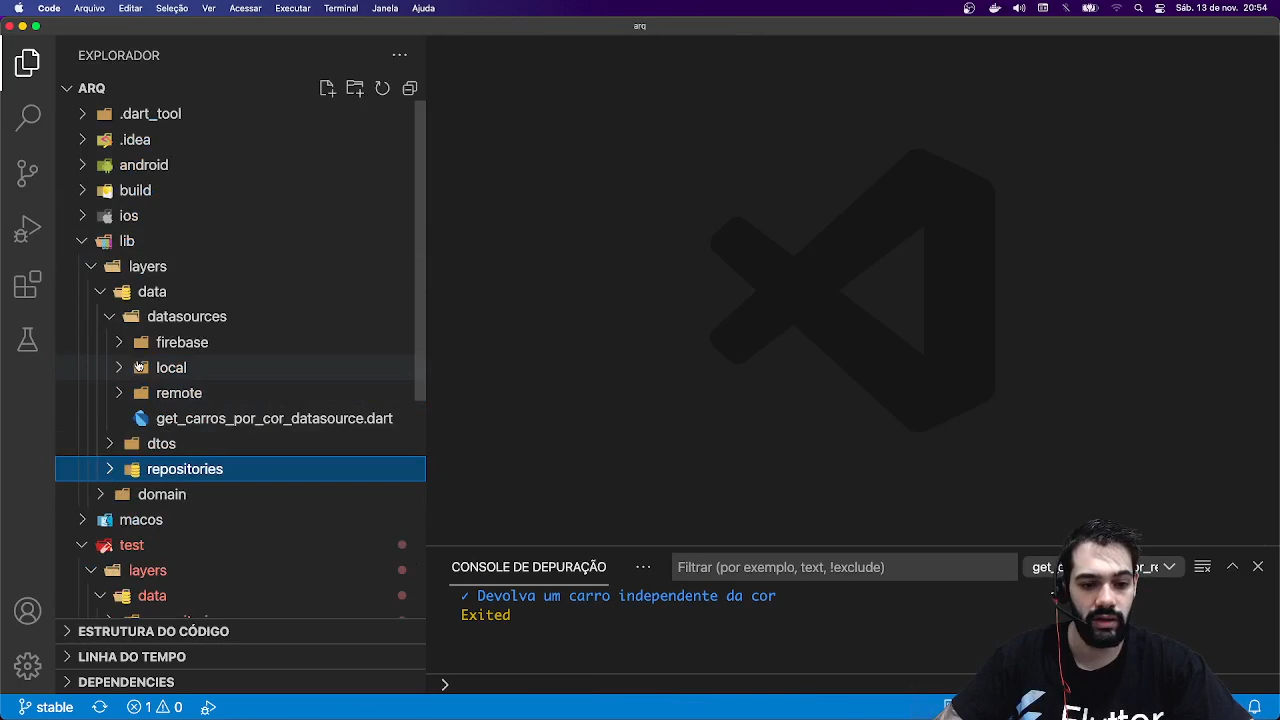 Code Arquivo Editar Seleção Ver Acessar Executar Terminal Janela Ajuda Sáb. 13 de nov. 20:54
arq
EXPLORADOR
ARQ
.dart_tool
.idea
android
build
ios
lib
layers
data
datasources
firebase
local
remote
get_carros_por_cor_datasource.dart
dtos
repositories
domain
macos
test
layers
data
ESTRUTURA DO CÓDIGO
LINHA DO TEMPO
DEPENDENCIES
CONSOLE DE DEPURAÇÃO
Filtrar (por exemplo, text, !exclude)
✓ Devolva um carro independente da cor
Exited
stable
1 0